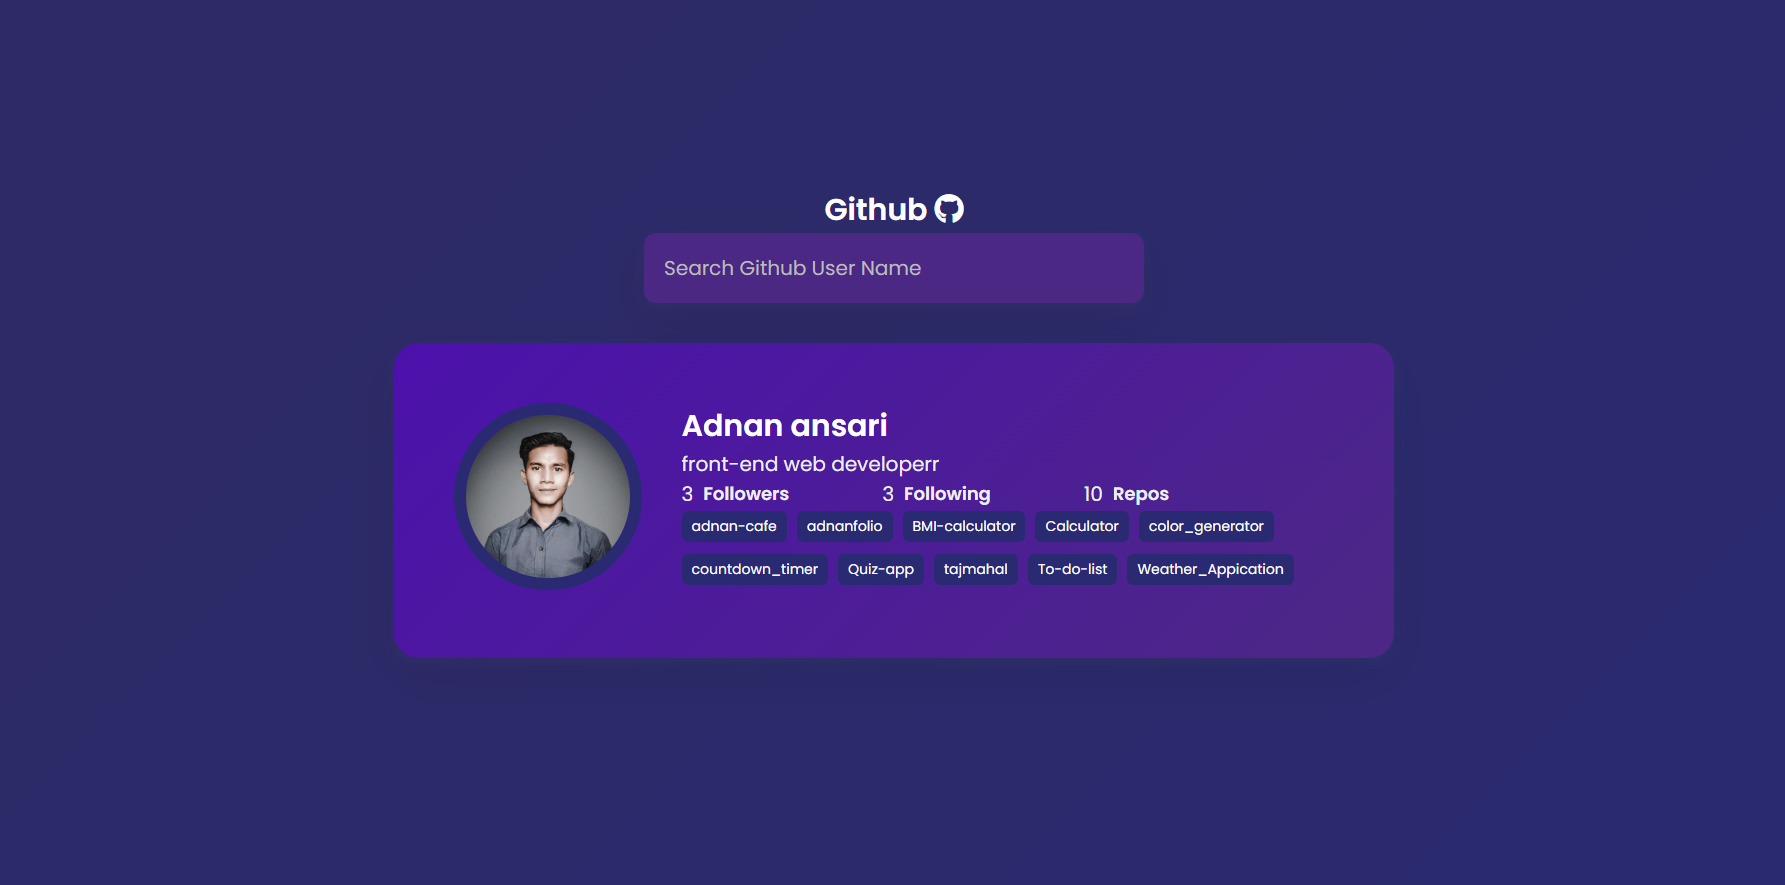 Github
Search Github User Name
Adnan ansari
front-end web developerr
3 Followers 3 Following 10 Repos
adnan-cafe adnanfolio BMI-calculator Calculator color_generator
countdown_timer Quiz-app tajmahal To-do-list Weather_Appication